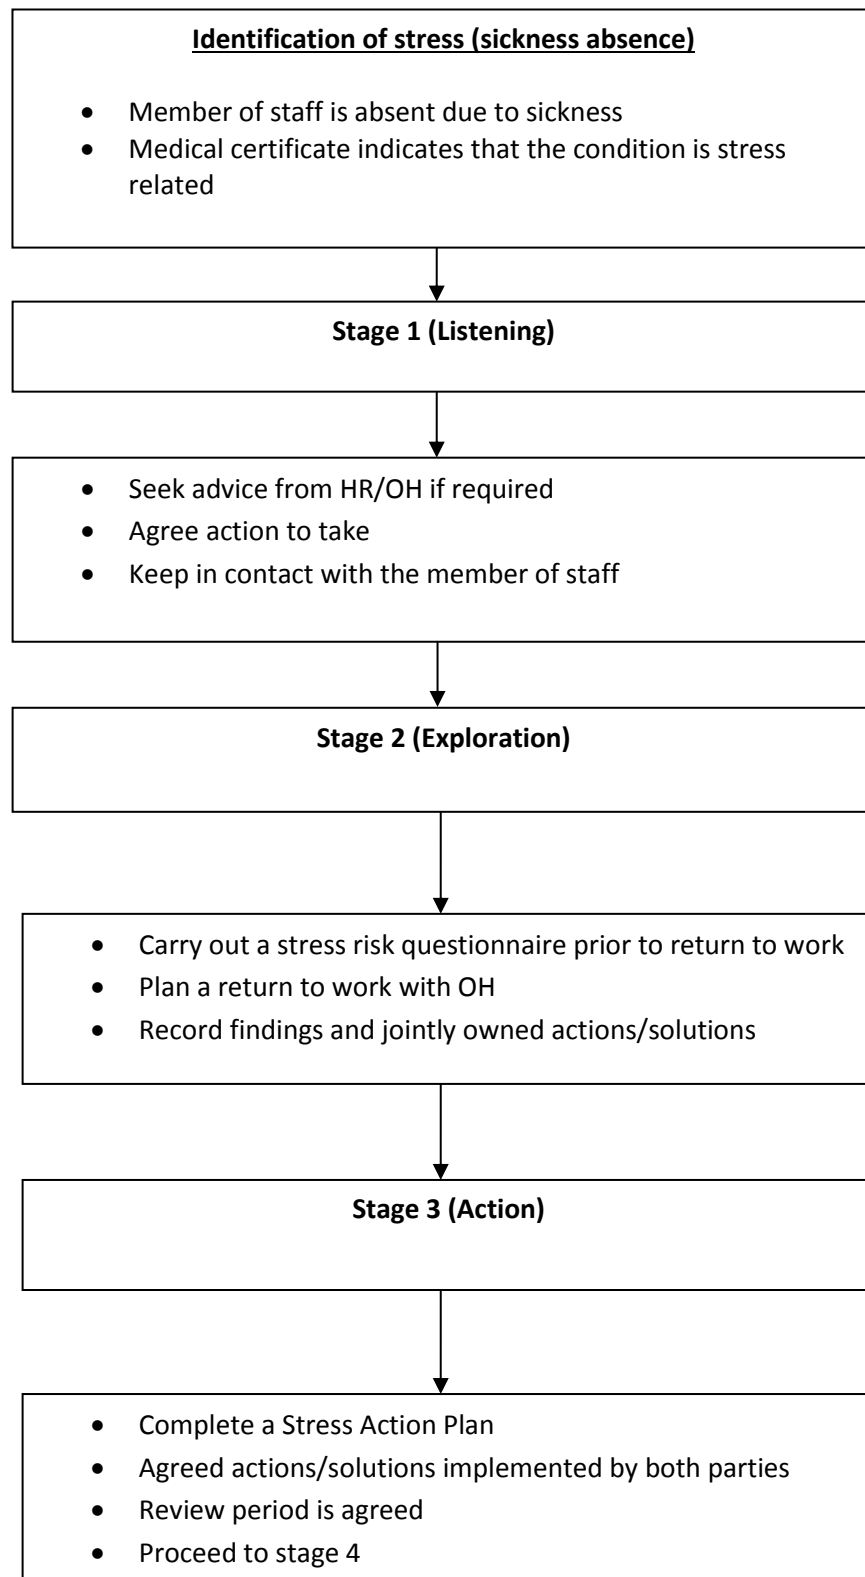 Identification of stress (sickness absence)
• Member of staff is absent due to sickness
• Medical certificate indicates that the condition is stress
related
Stage 1 (Listening)
• Seek advice from HR/OH if required
• Agree action to take
• Keep in contact with the member of staff
Stage 2 (Exploration)
• Carry out a stress risk questionnaire prior to return to work
• Plan a return to work with OH
• Record findings and jointly owned actions/solutions
Stage 3 (Action)
• Complete a Stress Action Plan
• Agreed actions/solutions implemented by both parties
• Review period is agreed
• Proceed to stage 4